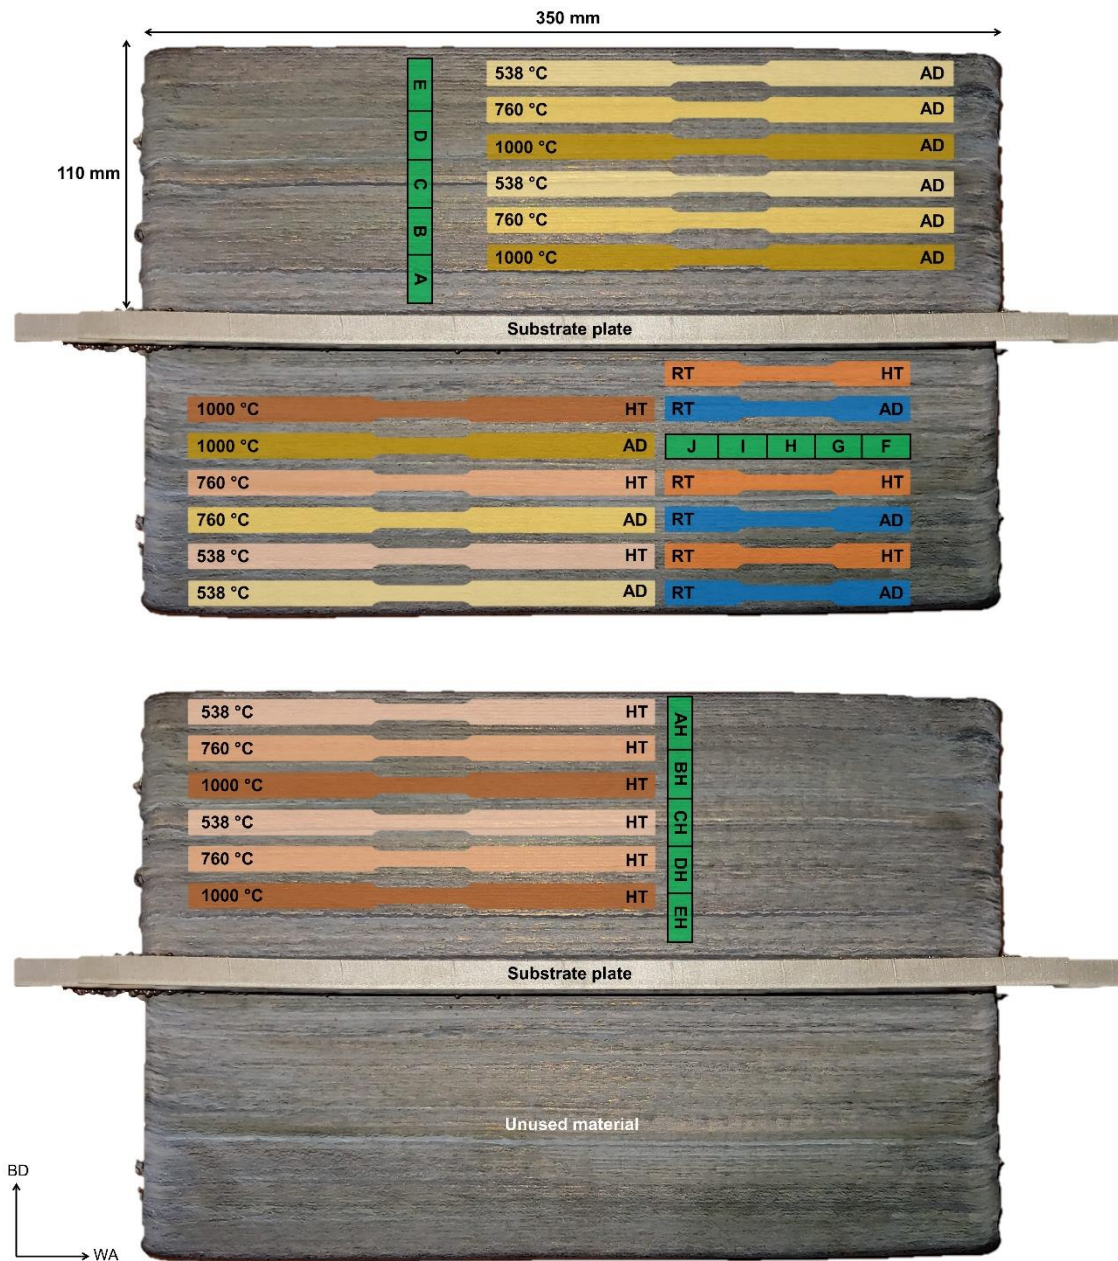 350 mm
110 mm
E
D
C
B
A
538 °C AD
760 °C AD
1000 °C AD
538 °C AD
760 °C AD
1000 °C AD
Substrate plate
RT HT
1000 °C HT
RT AD
1000 °C AD
J I H G F
760 °C HT
RT HT
760 °C AD
RT AD
538 °C HT
RT HT
538 °C AD
RT AD
538 °C HT
760 °C HT
1000 °C HT
538 °C HT
760 °C HT
1000 °C HT
AH
BH
CH
DH
EH
Substrate plate
Unused material
BD
WA